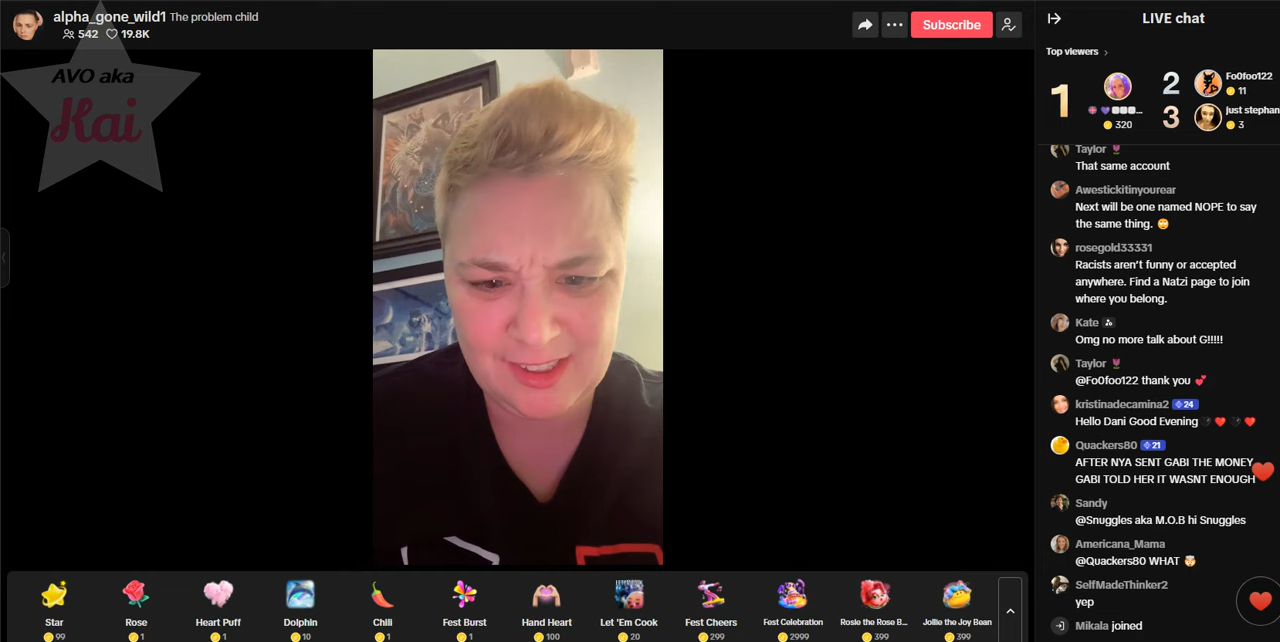 alpha_gone_wild1 The problem child
542 19.8K
Subscribe
AVO aka
Kai
LIVE chat
Top viewers
1
320
2
Fo0foo122
11
3
just stephan
3
Taylor
That same account
Awestickitinyourear
Next will be one named NOPE to say
the same thing.
rosegold33331
Racists aren't funny or accepted
anywhere. Find a Natzi page to join
where you belong.
Kate
Omg no more talk about G!!!!!
Taylor
@Fo0foo122 thank you
kristinadecamina2 24
Hello Dani Good Evening
Quackers80 21
AFTER NYA SENT GABI THE MONEY
GABI TOLD HER IT WASNT ENOUGH
Sandy
@Snuggles aka M.O.B hi Snuggles
Americana_Mama
@Quackers80 WHAT
SelfMadeThinker2
yep
Mikala joined
Star
99
Rose
1
Heart Puff
1
Dolphin
10
Chili
1
Fest Burst
1
Hand Heart
100
Let 'Em Cook
20
Fest Cheers
299
Fest Celebration
2999
Rosie the Rose B...
399
Jollie the Joy Bean
399